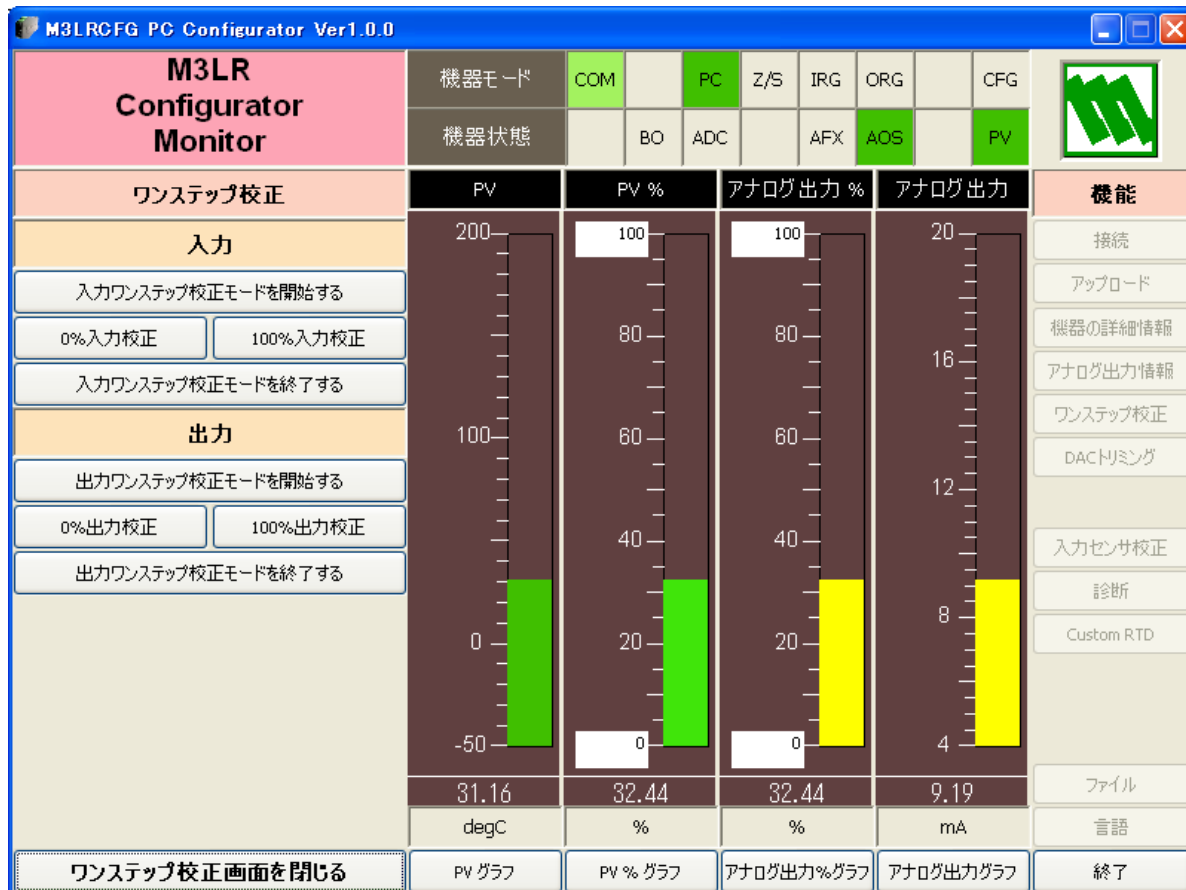 M3LRCFG PC Configurator Ver1.0.0
M3LR
Configurator
Monitor
機器モード
COM
PC
Z/S
IRG
ORG
CFG
機器状態
BO
ADC
AFX
AOS
PV
ワンステップ校正
入力
入力ワンステップ校正モードを開始する
0%入力校正
100%入力校正
入力ワンステップ校正モードを終了する
出力
出力ワンステップ校正モードを開始する
0%出力校正
100%出力校正
出力ワンステップ校正モードを終了する
ワンステップ校正画面を閉じる
PV
200
100
0
-50
31.16
degC
PV グラフ
PV %
100
80
60
40
20
0
32.44
%
PV % グラフ
アナログ出力 %
100
80
60
40
20
0
32.44
%
アナログ出力%グラフ
アナログ出力
20
16
12
8
4
9.19
mA
アナログ出力グラフ
機能
接続
アップロード
機器の詳細情報
アナログ出力情報
ワンステップ校正
DACトリミング
入力センサ校正
診断
Custom RTD
ファイル
言語
終了